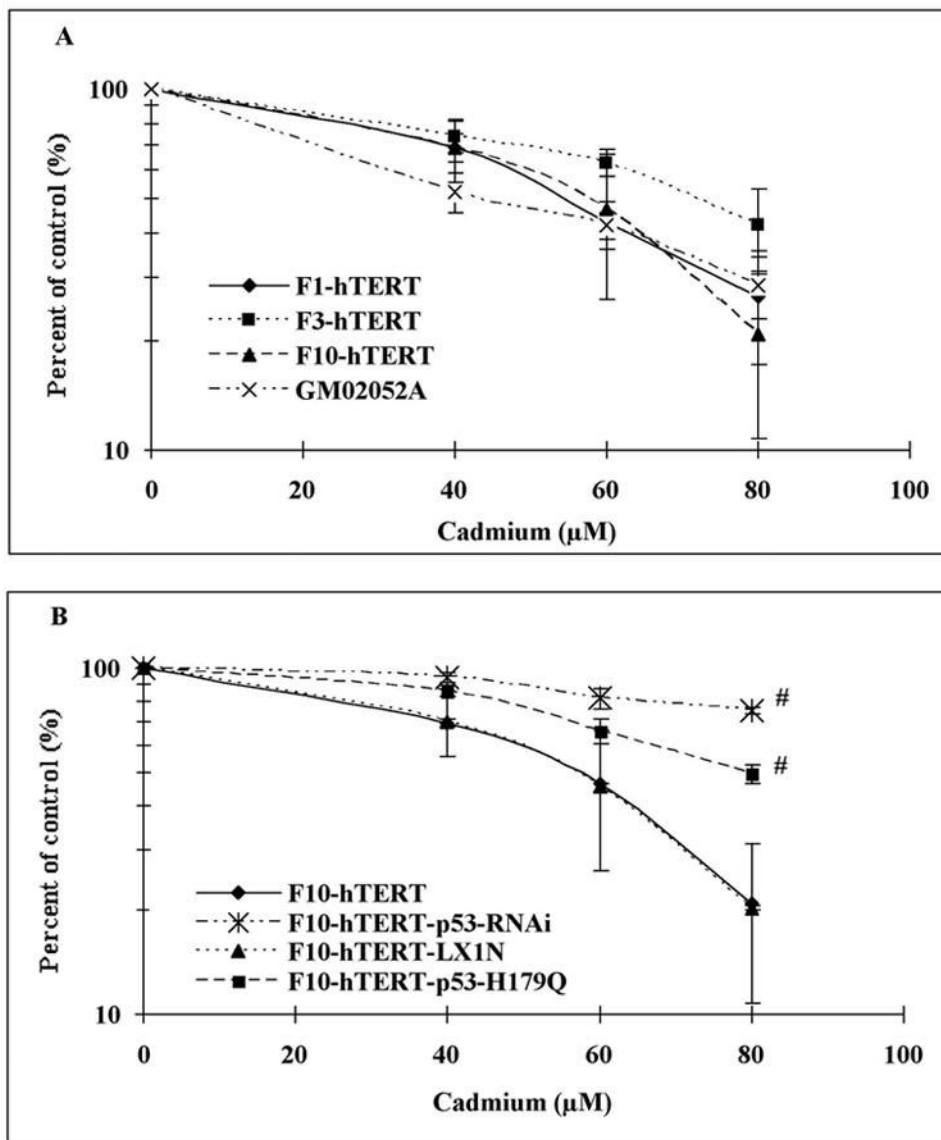 A
Percent of control (%)
100
10
F1-hTERT
F3-hTERT
F10-hTERT
GM02052A
0 20 40 60 80 100
Cadmium (µM)
B
Percent of control (%)
100
10
#
#
F10-hTERT
F10-hTERT-p53-RNAi
F10-hTERT-LX1N
F10-hTERT-p53-H179Q
0 20 40 60 80 100
Cadmium (µM)